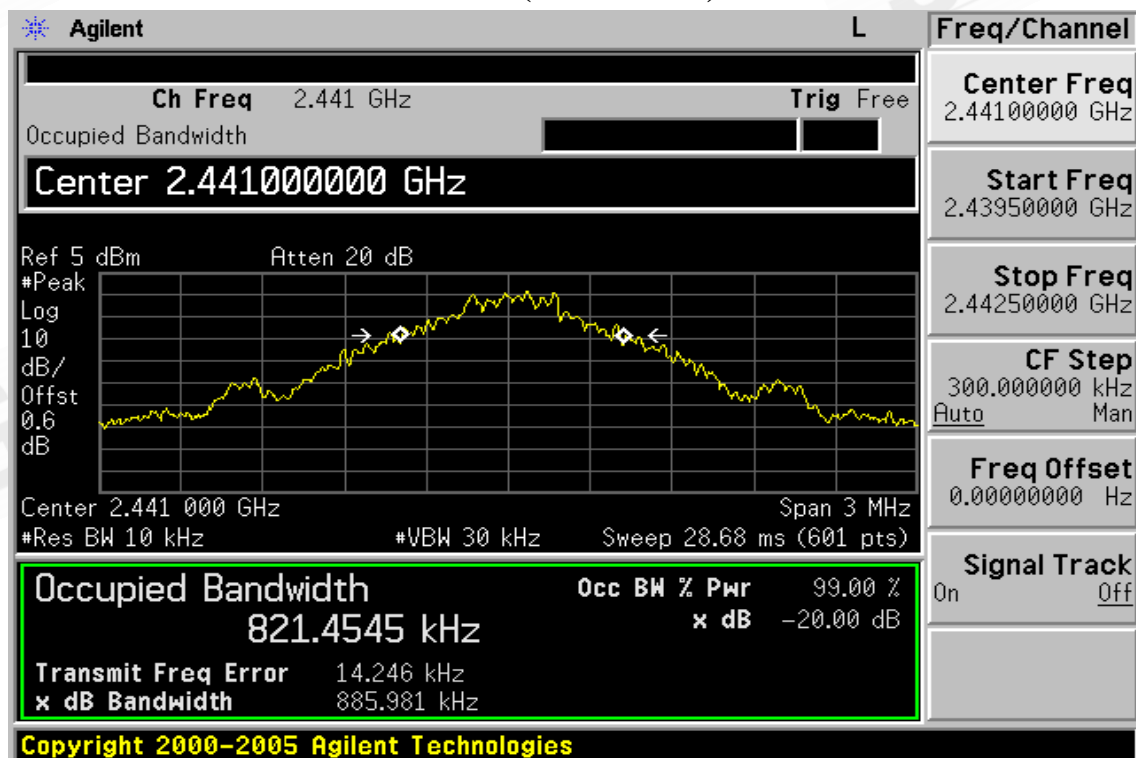 Agilent L
Ch Freq 2.441 GHz Trig Free
Occupied Bandwidth
Center 2.441000000 GHz
Ref 5 dBm Atten 20 dB
#Peak
Log
10
dB/
Offst
0.6
dB
Center 2.441 000 GHz Span 3 MHz
#Res BW 10 kHz #VBW 30 kHz Sweep 28.68 ms (601 pts)
Occupied Bandwidth Occ BW % Pwr 99.00 %
821.4545 kHz x dB -20.00 dB
Transmit Freq Error 14.246 kHz
x dB Bandwidth 885.981 kHz
Copyright 2000-2005 Agilent Technologies
Freq/Channel
Center Freq
2.44100000 GHz
Start Freq
2.43950000 GHz
Stop Freq
2.44250000 GHz
CF Step
300.000000 kHz
Auto Man
Freq Offset
0.00000000 Hz
Signal Track
On Off